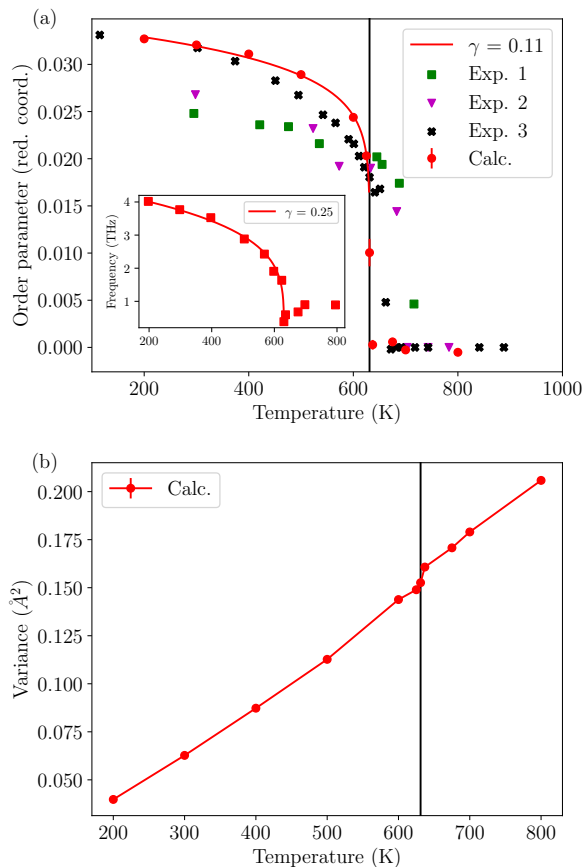 (a)
Order parameter (red. coord.)
0.030
0.025
0.020
0.015
0.010
0.005
0.000
γ = 0.11
Exp. 1
Exp. 2
Exp. 3
Calc.
Frequency (THz)
4
3
2
1
γ = 0.25
200 400 600 800
200 400 600 800 1000
Temperature (K)
(b)
Variance (Å²)
0.200
0.175
0.150
0.125
0.100
0.075
0.050
Calc.
200 300 400 500 600 700 800
Temperature (K)